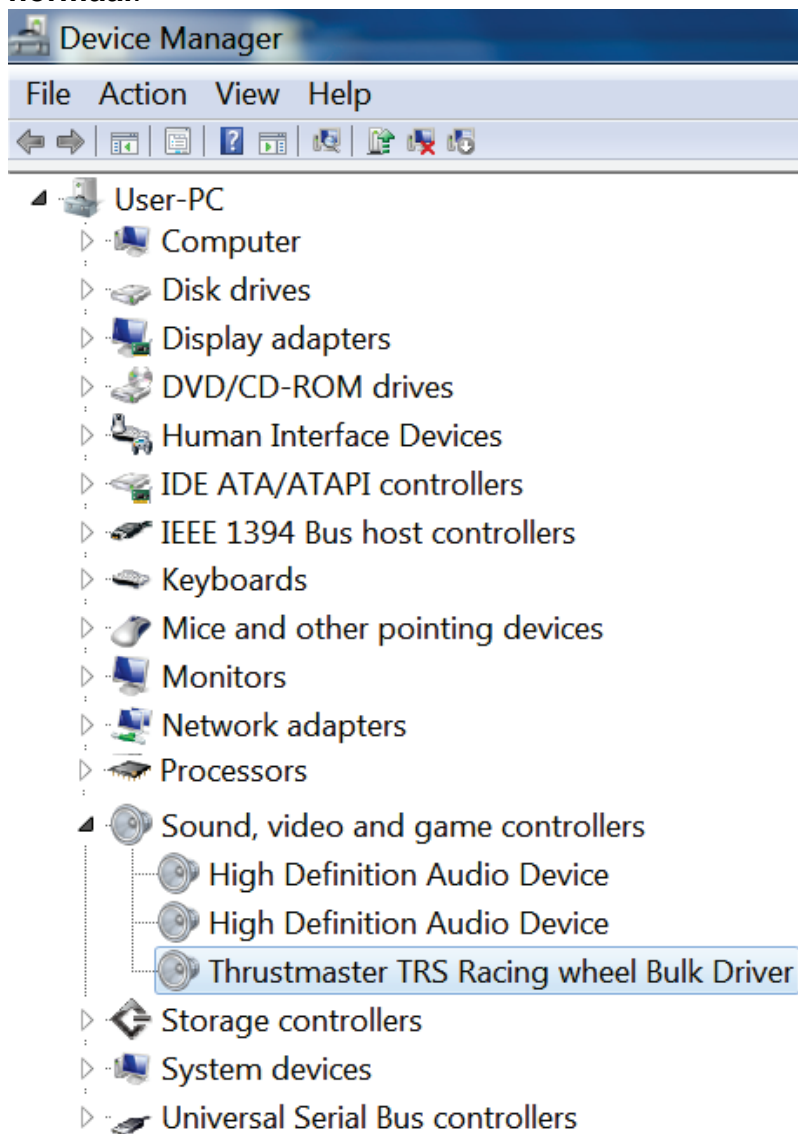 Device Manager
File Action View Help
User-PC
Computer
Disk drives
Display adapters
DVD/CD-ROM drives
Human Interface Devices
IDE ATA/ATAPI controllers
IEEE 1394 Bus host controllers
Keyboards
Mice and other pointing devices
Monitors
Network adapters
Processors
Sound, video and game controllers
High Definition Audio Device
High Definition Audio Device
Thrustmaster TRS Racing wheel Bulk Driver
Storage controllers
System devices
Universal Serial Bus controllers